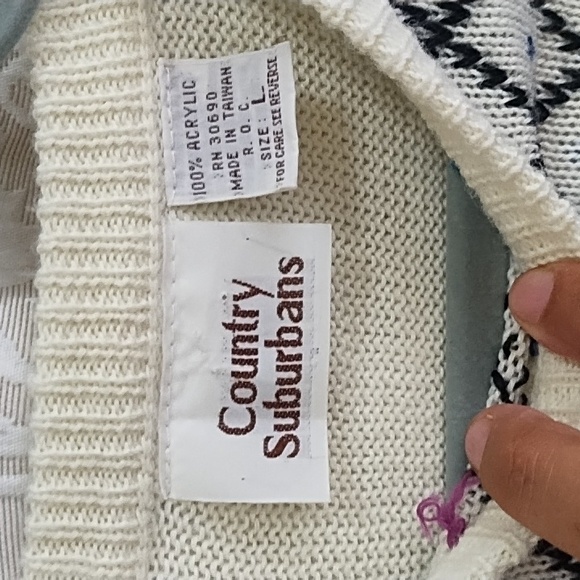 100% ACRYLIC
RN 30690
MADE IN TAIWAN
R. O. C.
SIZE: L
FOR CARE SEE REVERSE
Country
Suburbans